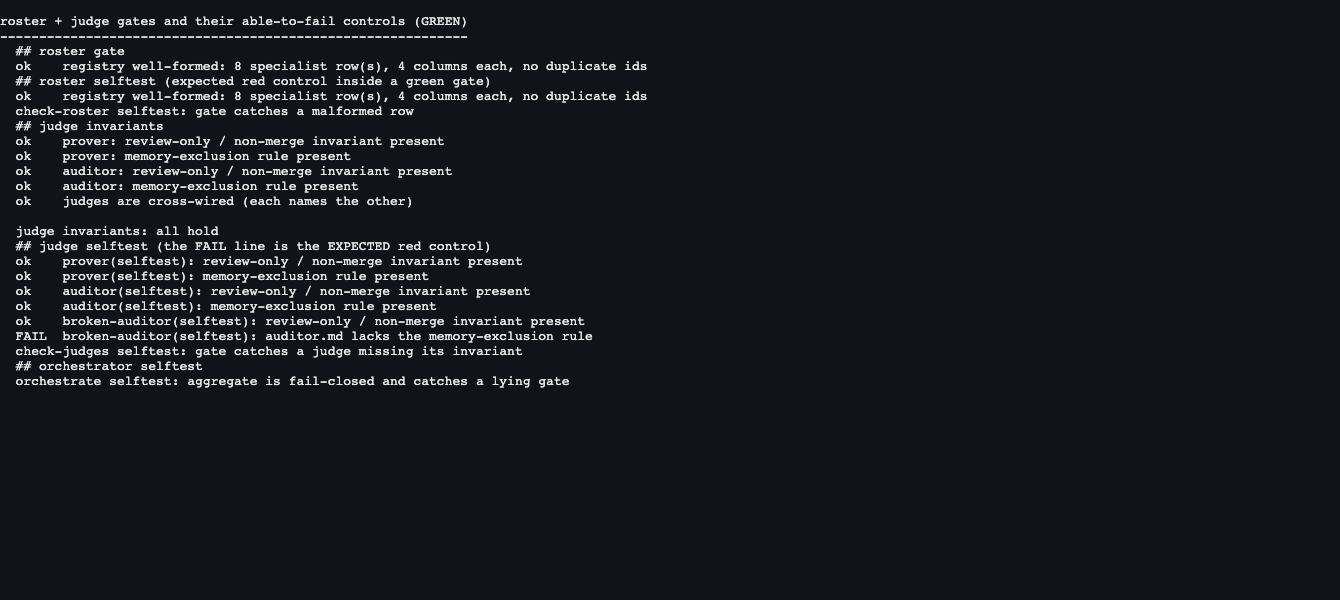 roster + judge gates and their able-to-fail controls (GREEN)
------------------------------------------------------------
  ## roster gate
  ok    registry well-formed: 8 specialist row(s), 4 columns each, no duplicate ids
  ## roster selftest (expected red control inside a green gate)
  ok    registry well-formed: 8 specialist row(s), 4 columns each, no duplicate ids
  check-roster selftest: gate catches a malformed row
  ## judge invariants
  ok    prover: review-only / non-merge invariant present
  ok    prover: memory-exclusion rule present
  ok    auditor: review-only / non-merge invariant present
  ok    auditor: memory-exclusion rule present
  ok    judges are cross-wired (each names the other)

  judge invariants: all hold
  ## judge selftest (the FAIL line is the EXPECTED red control)
  ok    prover(selftest): review-only / non-merge invariant present
  ok    prover(selftest): memory-exclusion rule present
  ok    auditor(selftest): review-only / non-merge invariant present
  ok    auditor(selftest): memory-exclusion rule present
  ok    broken-auditor(selftest): review-only / non-merge invariant present
  FAIL  broken-auditor(selftest): auditor.md lacks the memory-exclusion rule
  check-judges selftest: gate catches a judge missing its invariant
  ## orchestrator selftest
  orchestrate selftest: aggregate is fail-closed and catches a lying gate